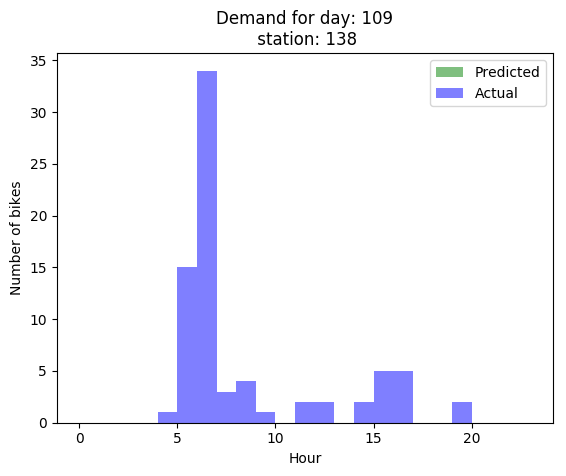 Demand for day: 109
station: 138
35
30
25
20
15
10
5
0
Number of bikes
Predicted
Actual
0 5 10 15 20
Hour